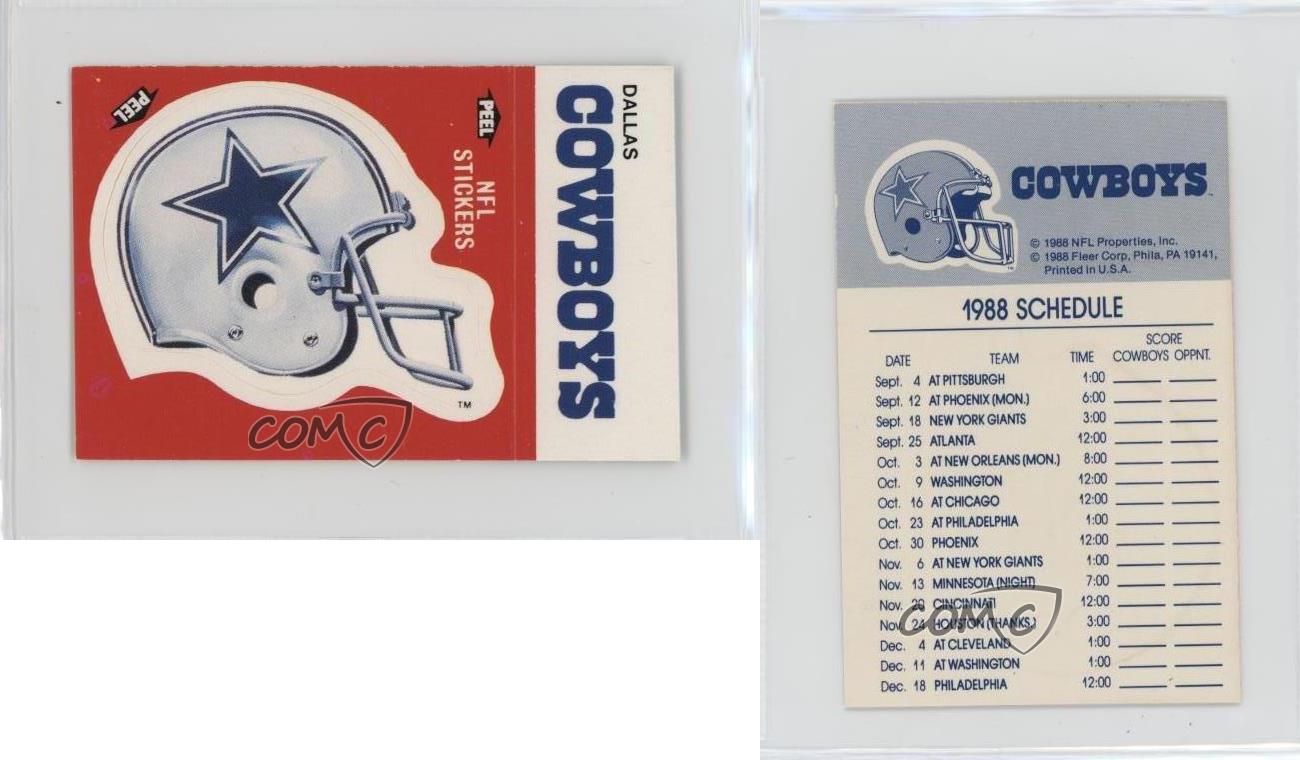 DALLAS
COWBOYS
PEEL
PEEL
NFL
STICKERS
TM
COMC
COWBOYS
TM
© 1988 NFL Properties, Inc.
© 1988 Fleer Corp, Phila, PA 19141,
Printed in U.S.A.
1988 SCHEDULE
SCORE
DATE TEAM TIME COWBOYS OPPNT.
Sept. 4 AT PITTSBURGH 1:00
Sept. 12 AT PHOENIX (MON.) 6:00
Sept. 18 NEW YORK GIANTS 3:00
Sept. 25 ATLANTA 12:00
Oct. 3 AT NEW ORLEANS (MON.) 8:00
Oct. 9 WASHINGTON 12:00
Oct. 16 AT CHICAGO 12:00
Oct. 23 AT PHILADELPHIA 1:00
Oct. 30 PHOENIX 12:00
Nov. 6 AT NEW YORK GIANTS 1:00
Nov. 13 MINNESOTA (NIGHT) 7:00
Nov. 20 CINCINNATI 12:00
Nov. 24 HOUSTON (THANKS.) 3:00
Dec. 4 AT CLEVELAND 1:00
Dec. 11 AT WASHINGTON 1:00
Dec. 18 PHILADELPHIA 12:00
COMC